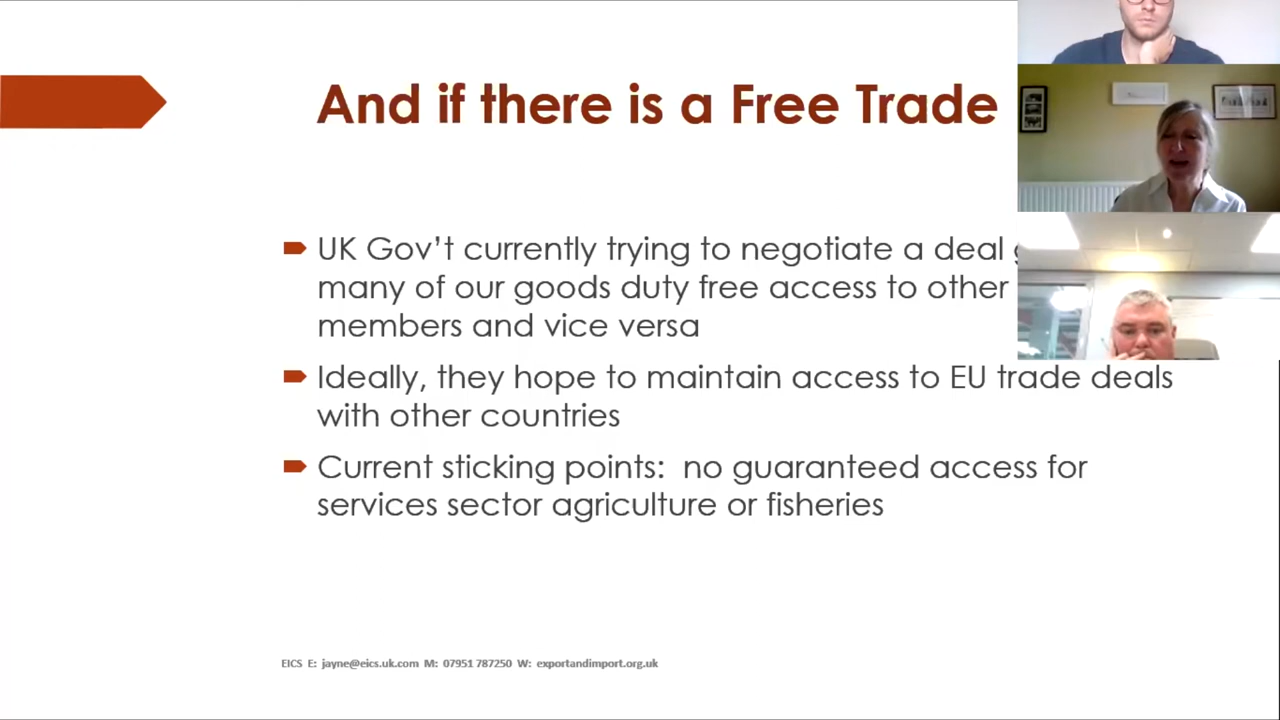 And if there is a Free Trade
UK Gov't currently trying to negotiate a deal
many of our goods duty free access to other
members and vice versa
Ideally, they hope to maintain access to EU trade deals
with other countries
Current sticking points:  no guaranteed access for
services sector agriculture or fisheries
EICS  E:  jayne@eics.uk.com  M:  07951 787250  W:  exportandimport.org.uk